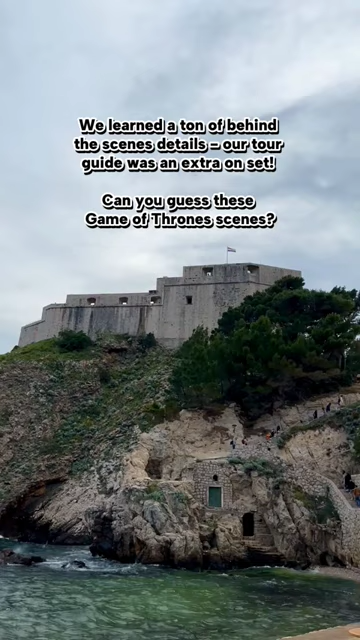 We learned a ton of behind
the scenes details – our tour
guide was an extra on set!
Can you guess these
Game of Thrones scenes?